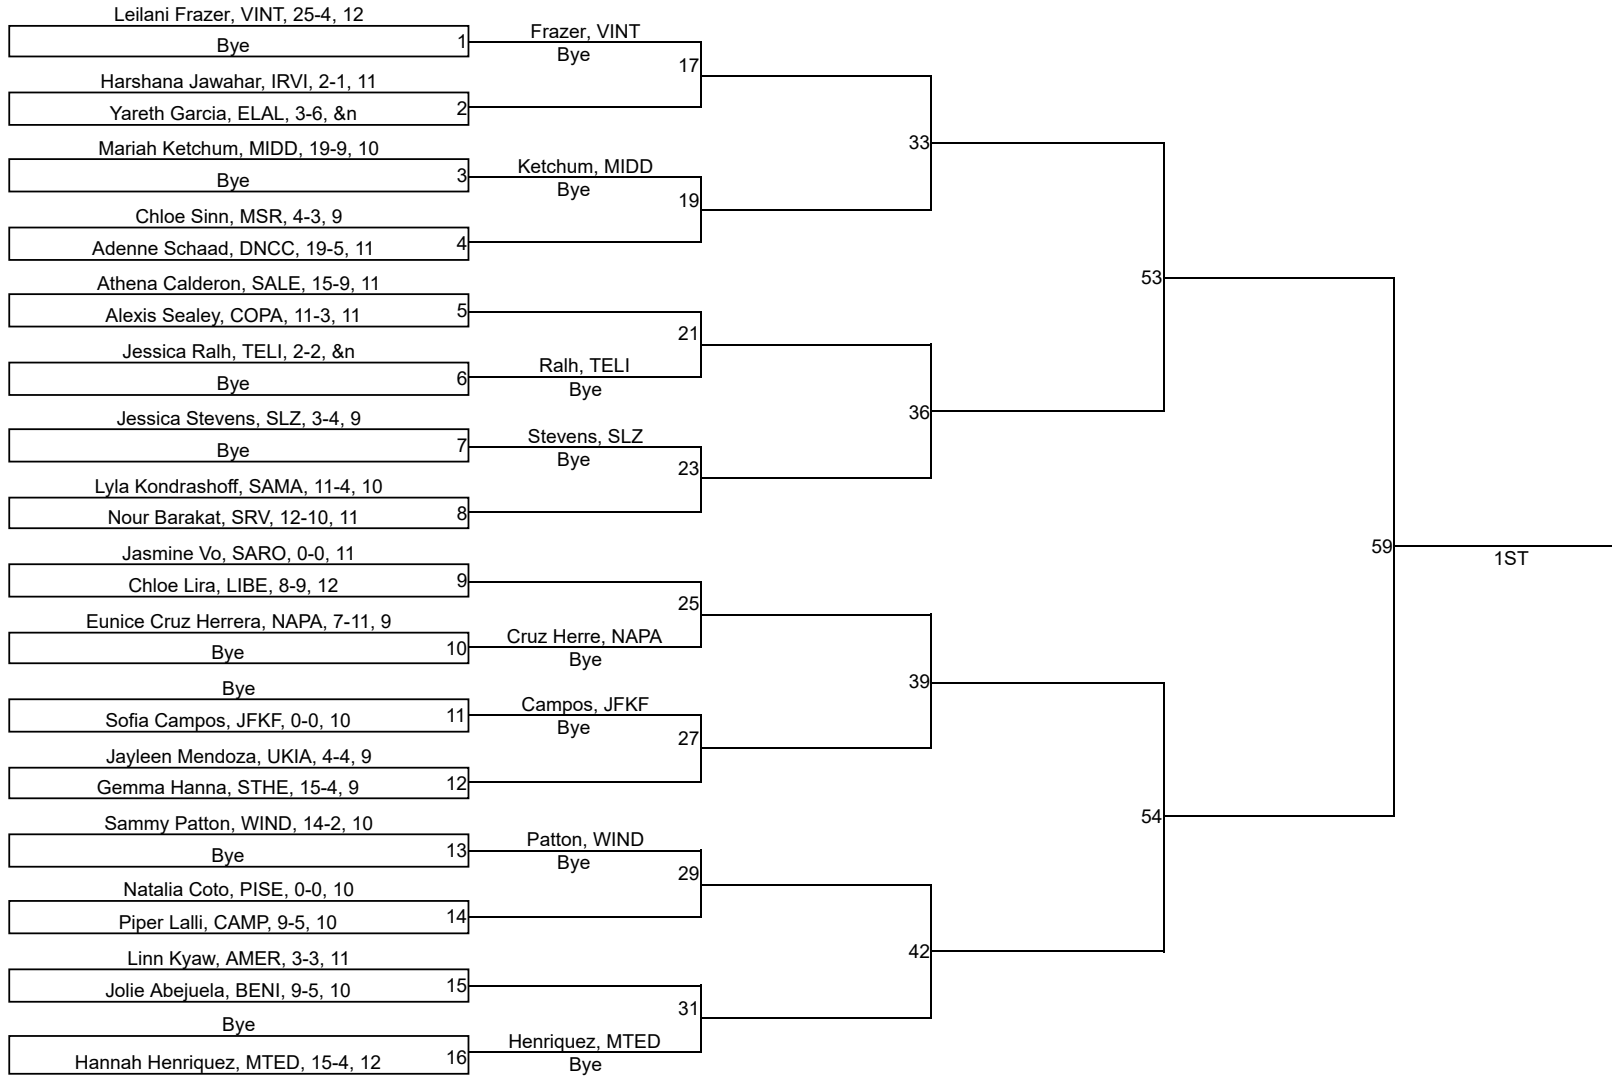 Leilani Frazer, VINT, 25-4, 12
Bye
1
Frazer, VINT
Bye
17
Harshana Jawahar, IRVI, 2-1, 11
Yareth Garcia, ELAL, 3-6, &n
2
33
Mariah Ketchum, MIDD, 19-9, 10
Bye
3
Ketchum, MIDD
Bye
19
Chloe Sinn, MSR, 4-3, 9
Adenne Schaad, DNCC, 19-5, 11
4
53
Athena Calderon, SALE, 15-9, 11
Alexis Sealey, COPA, 11-3, 11
5
21
Jessica Ralh, TELI, 2-2, &n
Bye
6
Ralh, TELI
Bye
36
Jessica Stevens, SLZ, 3-4, 9
Bye
7
Stevens, SLZ
Bye
23
Lyla Kondrashoff, SAMA, 11-4, 10
Nour Barakat, SRV, 12-10, 11
8
59
1ST
Jasmine Vo, SARO, 0-0, 11
Chloe Lira, LIBE, 8-9, 12
9
25
Eunice Cruz Herrera, NAPA, 7-11, 9
Bye
10
Cruz Herre, NAPA
Bye
39
Bye
Sofia Campos, JFKF, 0-0, 10
11
Campos, JFKF
Bye
27
Jayleen Mendoza, UKIA, 4-4, 9
Gemma Hanna, STHE, 15-4, 9
12
54
Sammy Patton, WIND, 14-2, 10
Bye
13
Patton, WIND
Bye
29
Natalia Coto, PISE, 0-0, 10
Piper Lalli, CAMP, 9-5, 10
14
42
Linn Kyaw, AMER, 3-3, 11
Jolie Abejuela, BENI, 9-5, 10
15
31
Bye
Hannah Henriquez, MTED, 15-4, 12
16
Henriquez, MTED
Bye